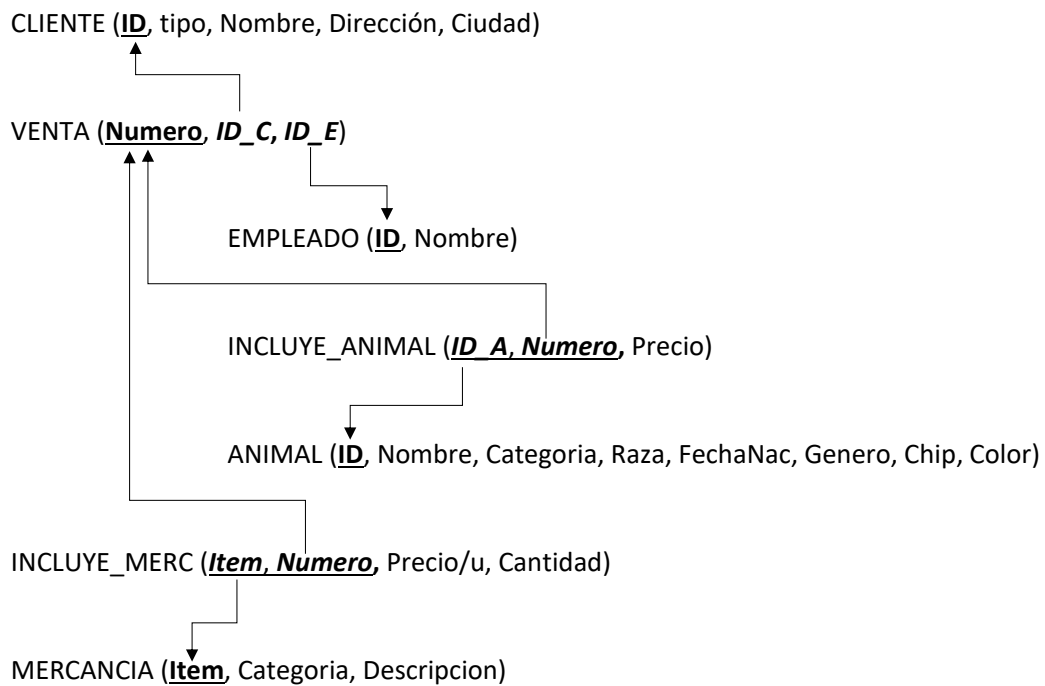 CLIENTE (ID, tipo, Nombre, Dirección, Ciudad)
VENTA (Numero, ID_C, ID_E)
EMPLEADO (ID, Nombre)
INCLUYE_ANIMAL (ID_A, Numero, Precio)
ANIMAL (ID, Nombre, Categoria, Raza, FechaNac, Genero, Chip, Color)
INCLUYE_MERC (Item, Numero, Precio/u, Cantidad)
MERCANCIA (Item, Categoria, Descripcion)